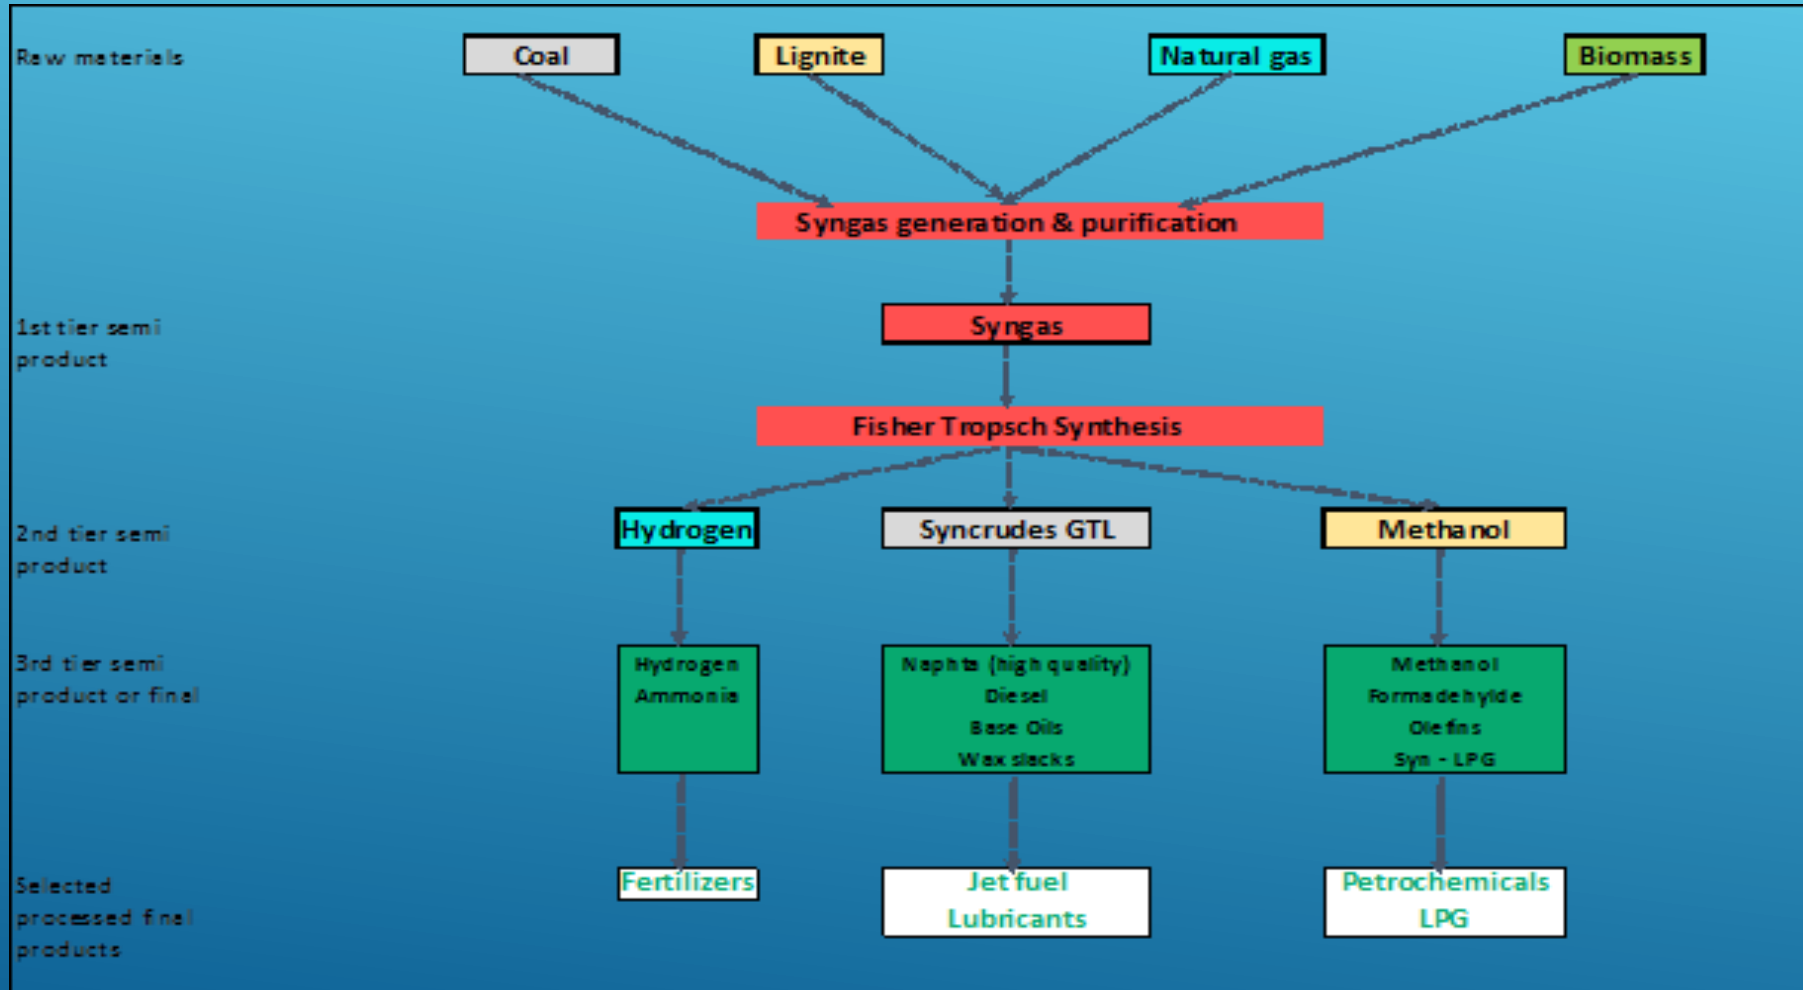 Raw materials
Coal
Lignite
Natural gas
Biomass
Syngas generation & purification
1st tier semi
product
Syngas
Fisher Tropsch Synthesis
2nd tier semi
product
Hydrogen
Syncrudes GTL
Methanol
3rd tier semi
product or final
Hydrogen
Ammonia
Naphta (high quality)
Diesel
Base Oils
Wax slacks
Methanol
Formadehylde
Olefins
Syn - LPG
Selected
processed final
products
Fertilizers
Jet fuel
Lubricants
Petrochemicals
LPG